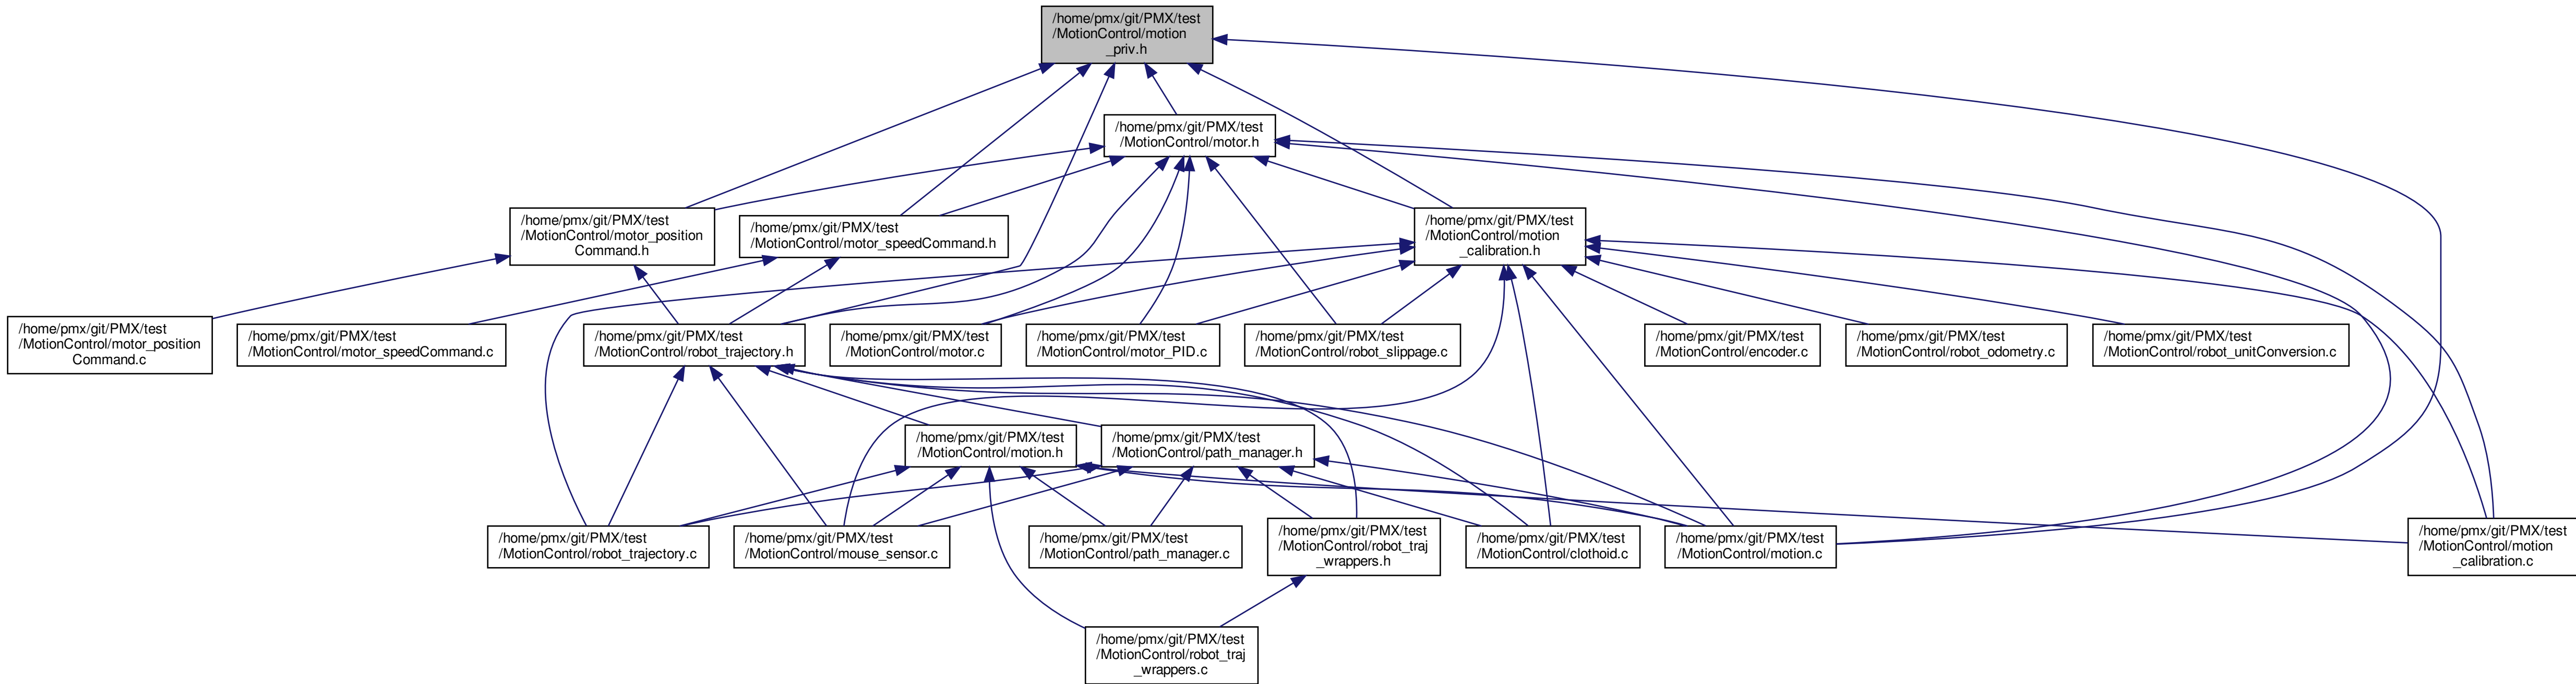 /home/pmx/git/PMX/test
/MotionControl/motion
_priv.h
/home/pmx/git/PMX/test
/MotionControl/motor.h
/home/pmx/git/PMX/test
/MotionControl/motor_position
Command.h
/home/pmx/git/PMX/test
/MotionControl/motor_speedCommand.h
/home/pmx/git/PMX/test
/MotionControl/motion
_calibration.h
/home/pmx/git/PMX/test
/MotionControl/motor_position
Command.c
/home/pmx/git/PMX/test
/MotionControl/motor_speedCommand.c
/home/pmx/git/PMX/test
/MotionControl/robot_trajectory.h
/home/pmx/git/PMX/test
/MotionControl/motor.c
/home/pmx/git/PMX/test
/MotionControl/motor_PID.c
/home/pmx/git/PMX/test
/MotionControl/robot_slippage.c
/home/pmx/git/PMX/test
/MotionControl/encoder.c
/home/pmx/git/PMX/test
/MotionControl/robot_odometry.c
/home/pmx/git/PMX/test
/MotionControl/robot_unitConversion.c
/home/pmx/git/PMX/test
/MotionControl/motion.h
/home/pmx/git/PMX/test
/MotionControl/path_manager.h
/home/pmx/git/PMX/test
/MotionControl/robot_trajectory.c
/home/pmx/git/PMX/test
/MotionControl/mouse_sensor.c
/home/pmx/git/PMX/test
/MotionControl/path_manager.c
/home/pmx/git/PMX/test
/MotionControl/robot_traj
_wrappers.h
/home/pmx/git/PMX/test
/MotionControl/clothoid.c
/home/pmx/git/PMX/test
/MotionControl/motion.c
/home/pmx/git/PMX/test
/MotionControl/motion
_calibration.c
/home/pmx/git/PMX/test
/MotionControl/robot_traj
_wrappers.c